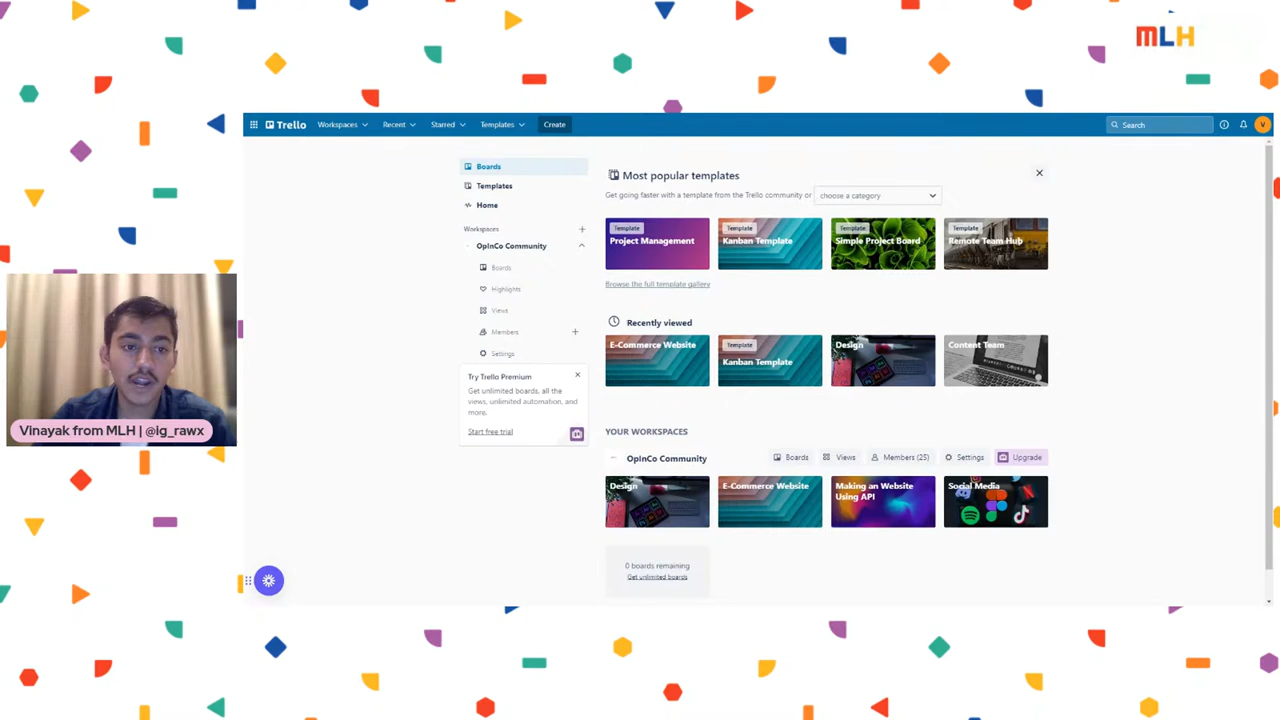 MLH
Trello
Workspaces
Recent
Starred
Templates
Create
Search
V
Boards
Templates
Home
Workspaces
OpInCo Community
Boards
Highlights
Views
Members
Settings
Try Trello Premium
Get unlimited boards, all the
views, unlimited automation, and
more.
Start free trial
Most popular templates
Get going faster with a template from the Trello community or
choose a category
Template
Project Management
Template
Kanban Template
Template
Simple Project Board
Template
Remote Team Hub
Browse the full template gallery
Recently viewed
E-Commerce Website
Template
Kanban Template
Design
Content Team
YOUR WORKSPACES
OpInCo Community
Boards
Views
Members (25)
Settings
Upgrade
Design
E-Commerce Website
Making an Website
Using API
Social Media
0 boards remaining
Get unlimited boards
Vinayak from MLH | @ig_rawx